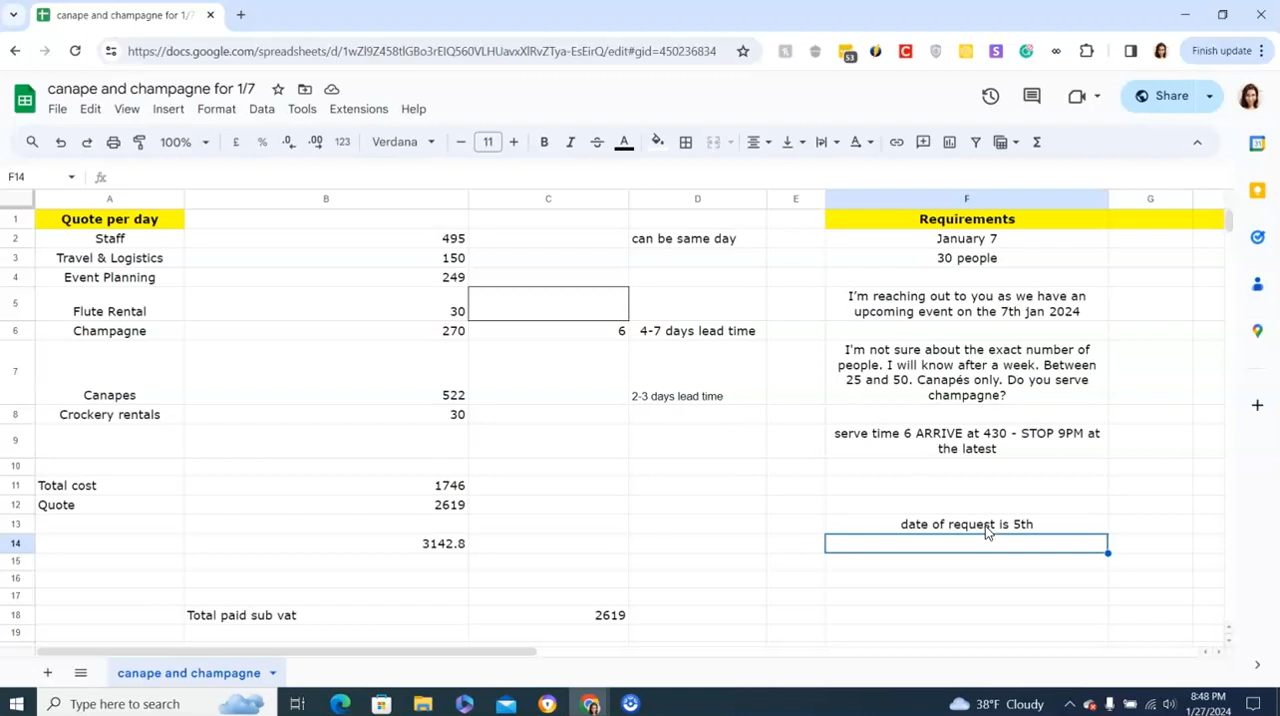 canape and champagne for 1/7
https://docs.google.com/spreadsheets/d/1wZl9Z458tlGBo3rEIQ560VLHUavxXlRvZTya-EsEirQ/edit#gid=450236834
53
Finish update
canape and champagne for 1/7
File Edit View Insert Format Data Tools Extensions Help
Share
100% £ % .0 .00 123 Verdana 11 B I A
F14 fx
A B C D E F G
1 Quote per day Requirements
2 Staff 495 can be same day January 7
3 Travel & Logistics 150 30 people
4 Event Planning 249
5 Flute Rental 30
I'm reaching out to you as we have an
upcoming event on the 7th jan 2024
6 Champagne 270 6 4-7 days lead time
7 Canapes 522 2-3 days lead time
I'm not sure about the exact number of
people. I will know after a week. Between
25 and 50. Canapés only. Do you serve
champagne?
8 Crockery rentals 30
9
serve time 6 ARRIVE at 430 - STOP 9PM at
the latest
10
11 Total cost 1746
12 Quote 2619
13 date of request is 5th
14 3142.8
15
16
17
18 Total paid sub vat 2619
19
canape and champagne
Type here to search
38°F Cloudy
8:48 PM
1/27/2024